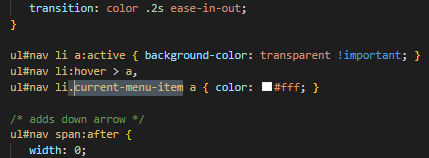 transition: color .2s ease-in-out;
}
ul#nav li a:active { background-color: transparent !important; }
ul#nav li:hover > a,
ul#nav li.current-menu-item a { color: #fff; }
/* adds down arrow */
ul#nav span:after {
width: 0;